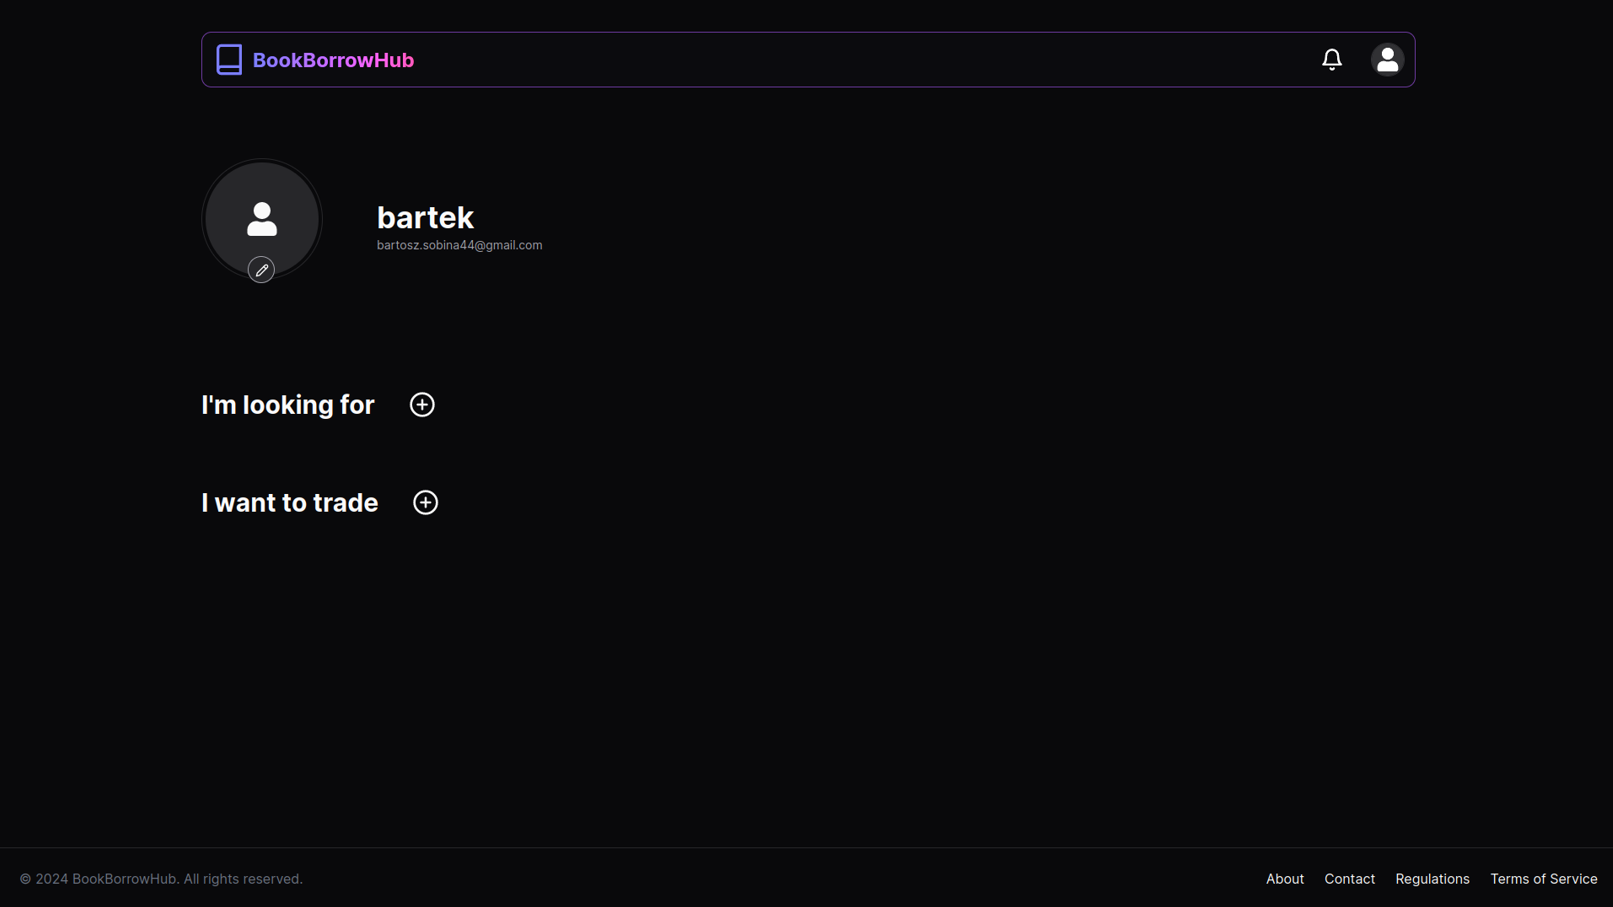 BookBorrowHub
bartek
bartosz.sobina44@gmail.com
I'm looking for
I want to trade
© 2024 BookBorrowHub. All rights reserved.
About Contact Regulations Terms of Service